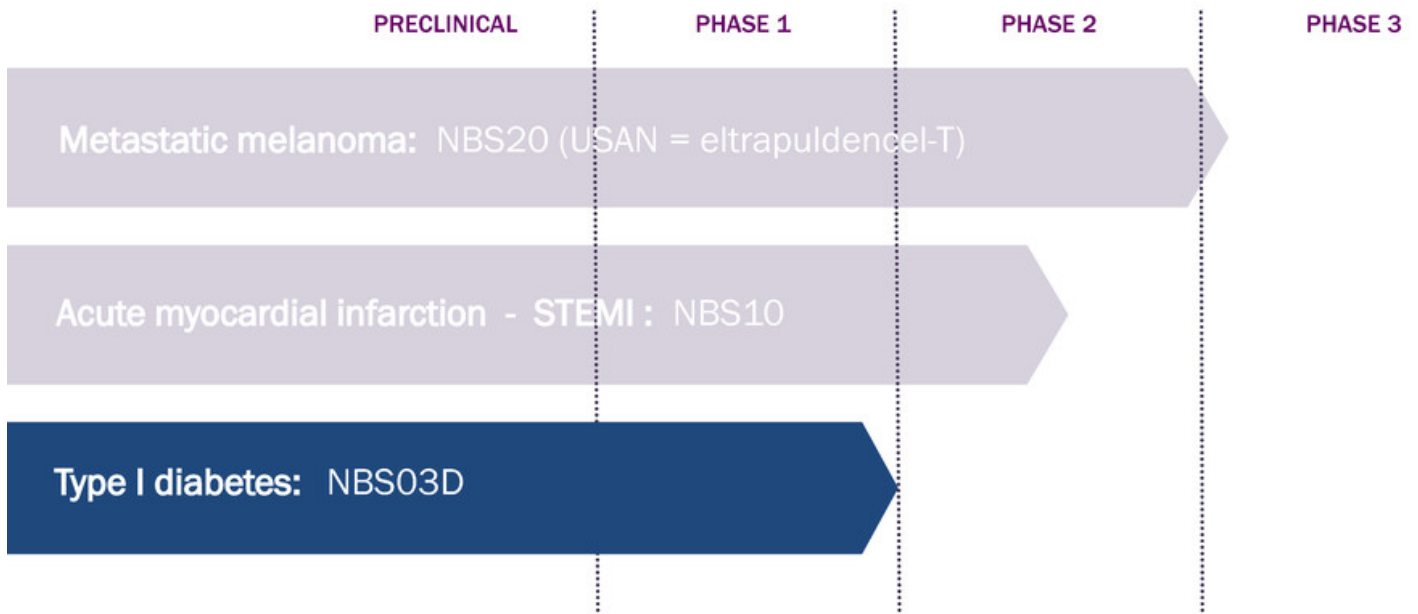 PRECLINICAL PHASE 1 PHASE 2 PHASE 3
Metastatic melanoma: NBS20 (USAN = eltrapuldencel-T)
Acute myocardial infarction - STEMI : NBS10
Type I diabetes: NBS03D